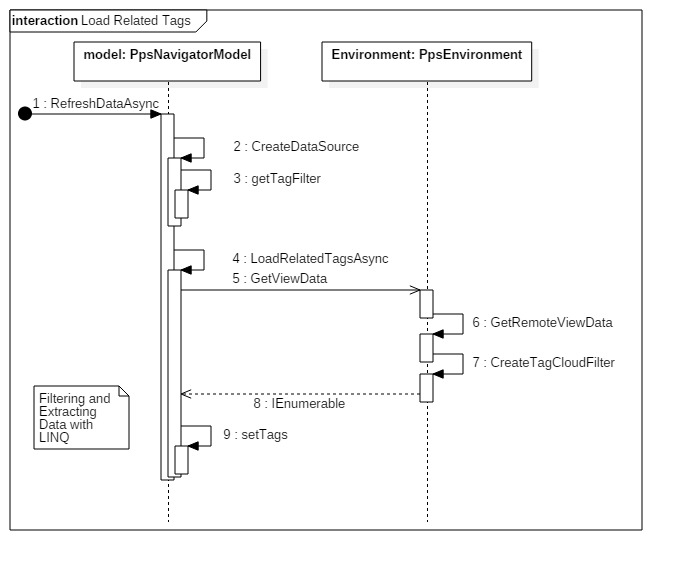 interaction Load Related Tags
model: PpsNavigatorModel
Environment: PpsEnvironment
1 : RefreshDataAsync
2 : CreateDataSource
3 : getTagFilter
4 : LoadRelatedTagsAsync
5 : GetViewData
6 : GetRemoteViewData
7 : CreateTagCloudFilter
8 : IEnumerable
Filtering and
Extracting
Data with
LINQ
9 : setTags